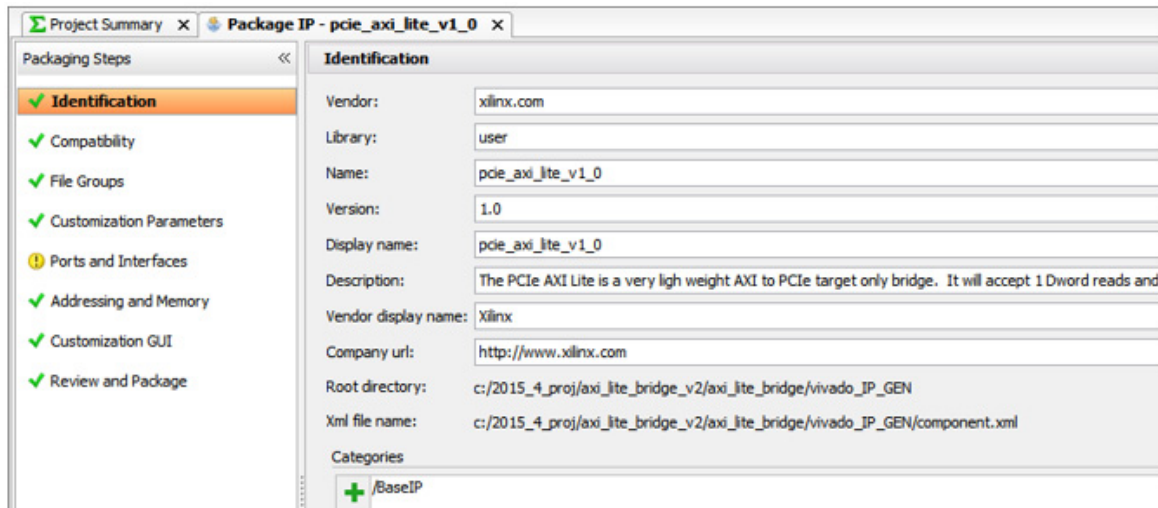 Project Summary
Package IP - pcie_axi_lite_v1_0
Packaging Steps
Identification
Compatibility
File Groups
Customization Parameters
Ports and Interfaces
Addressing and Memory
Customization GUI
Review and Package
Identification
Vendor: xilinx.com
Library: user
Name: pcie_axi_lite_v1_0
Version: 1.0
Display name: pcie_axi_lite_v1_0
Description: The PCIe AXI Lite is a very ligh weight AXI to PCIe target only bridge. It will accept 1 Dword reads and
Vendor display name: Xilinx
Company url: http://www.xilinx.com
Root directory: c:/2015_4_proj/axi_lite_bridge_v2/axi_lite_bridge/vivado_IP_GEN
Xml file name: c:/2015_4_proj/axi_lite_bridge_v2/axi_lite_bridge/vivado_IP_GEN/component.xml
Categories
/BaseIP